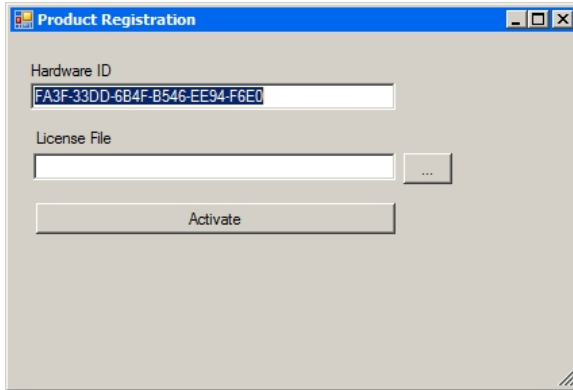 Product Registration
Hardware ID
FA3F-33DD-6B4F-B546-EE94-F6E0
License File
...
Activate